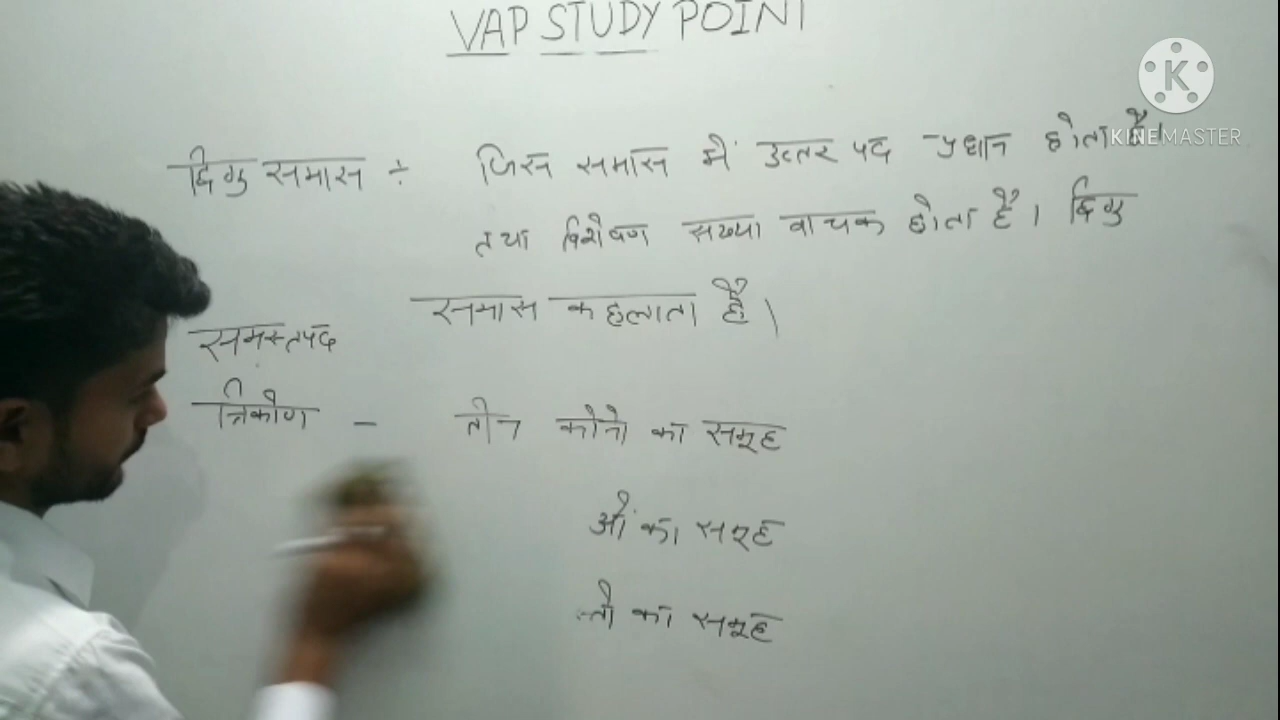 VAP STUDY POINT
K
KINEMASTER
द्विगु समास ÷ जिस समास में उत्तर पद प्रधान होता है।
तथा विशेषण सख्या वाचक होता है। द्विगु
समास कहलाता है।
समस्तपद
त्रिकोण - तीन कोनो का समूह
ओं का समूह
का समूह